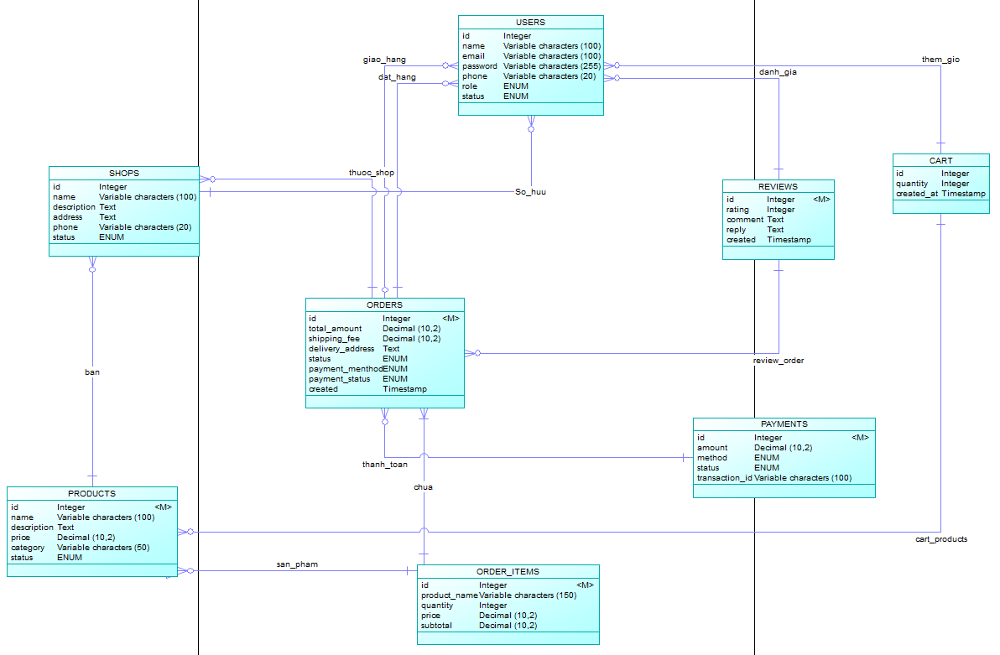 USERS
id Integer
name Variable characters (100)
email Variable characters (100)
password Variable characters (255)
phone Variable characters (20)
role ENUM
status ENUM
giao_hang
dat_hang
them_gio
danh_gia
SHOPS
id Integer
name Variable characters (100)
description Text
address Text
phone Variable characters (20)
status ENUM
thuoc_shop
So_huu
CART
id Integer
quantity Integer
created_at Timestamp
REVIEWS
id Integer <M>
rating Integer
comment Text
reply Text
created Timestamp
ORDERS
id Integer <M>
total_amount Decimal (10,2)
shipping_fee Decimal (10,2)
delivery_address Text
status ENUM
payment_menthod ENUM
payment_status ENUM
created Timestamp
review_order
ban
PAYMENTS
id Integer <M>
amount Decimal (10,2)
method ENUM
status ENUM
transaction_id Variable characters (100)
thanh_toan
chua
PRODUCTS
id Integer <M>
name Variable characters (100)
description Text
price Decimal (10,2)
category Variable characters (50)
status ENUM
cart_products
san_pham
ORDER_ITEMS
id Integer <M>
product_name Variable characters (150)
quantity Integer
price Decimal (10,2)
subtotal Decimal (10,2)